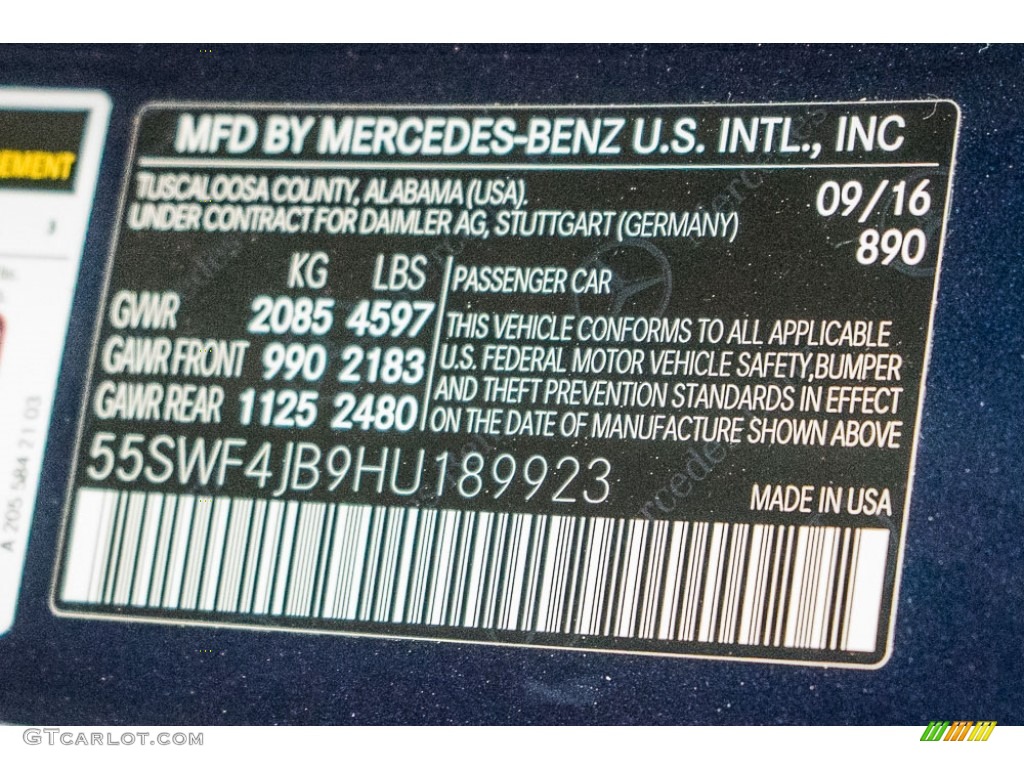 MFD BY MERCEDES-BENZ U.S. INTL., INC
TUSCALOOSA COUNTY, ALABAMA (USA).
UNDER CONTRACT FOR DAIMLER AG, STUTTGART (GERMANY)
09/16
890
KG LBS
GVWR 2085 4597
GAWR FRONT 990 2183
GAWR REAR 1125 2480
PASSENGER CAR
THIS VEHICLE CONFORMS TO ALL APPLICABLE
U.S. FEDERAL MOTOR VEHICLE SAFETY, BUMPER
AND THEFT PREVENTION STANDARDS IN EFFECT
ON THE DATE OF MANUFACTURE SHOWN ABOVE
55SWF4JB9HU189923
MADE IN USA
A 205 584 21 03
GTcarlot.com